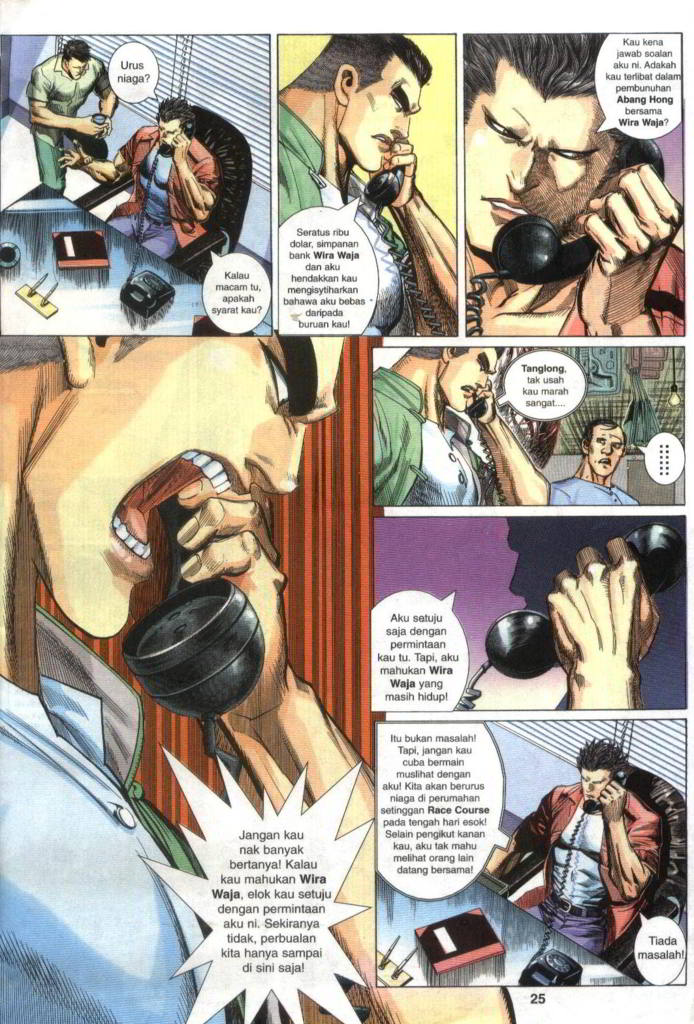 Urus
niaga?
Kalau
macam tu,
apakah
syarat kau?
Seratus ribu
dolar, simpanan
bank Wira Waja
dan aku
hendakkan kau
mengisytiharkan
bahawa aku bebas
daripada
buruan kau!
Kau kena
jawab soalan
aku ni. Adakah
kau terlibat dalam
pembunuhan
Abang Hong
bersama
Wira Waja?
Jangan kau
nak banyak
bertanya! Kalau
kau mahukan Wira
Waja, elok kau setuju
dengan permintaan
aku ni. Sekiranya
tidak, perbualan
kita hanya sampai
di sini saja!
Tanglong,
tak usah
kau marah
sangat....
Aku setuju
saja dengan
permintaan
kau tu. Tapi, aku
mahukan Wira
Waja yang
masih hidup!
Itu bukan masalah!
Tapi, jangan kau
cuba bermain
muslihat dengan
aku! Kita akan berurus
niaga di perumahan
setinggan Race Course
pada tengah hari esok!
Selain pengikut kanan
kau, aku tak mahu
melihat orang lain
datang bersama!
Tiada
masalah!
25